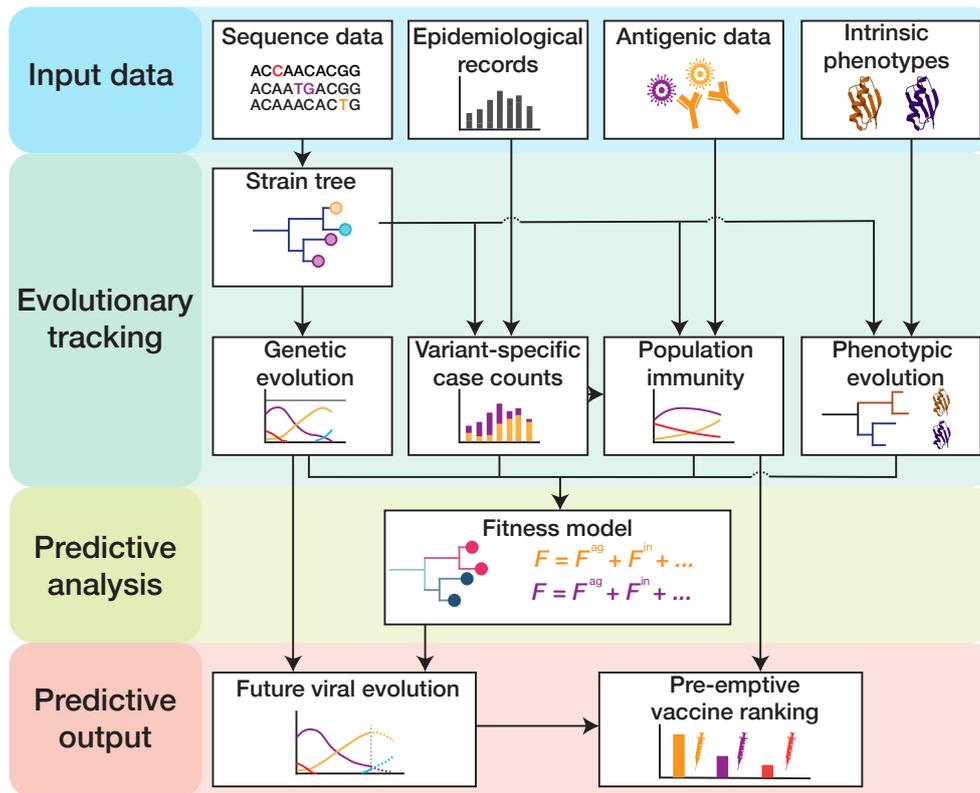 Input data
Sequence data
ACCAACACGG
ACAATGACGG
ACAAACACTG
Epidemiological
records
Antigenic data
Intrinsic
phenotypes
Evolutionary
tracking
Strain tree
Genetic
evolution
Variant-specific
case counts
Population
immunity
Phenotypic
evolution
Predictive
analysis
Fitness model
F = F^ag + F^in + ...
F = F^ag + F^in + ...
Predictive
output
Future viral evolution
Pre-emptive
vaccine ranking